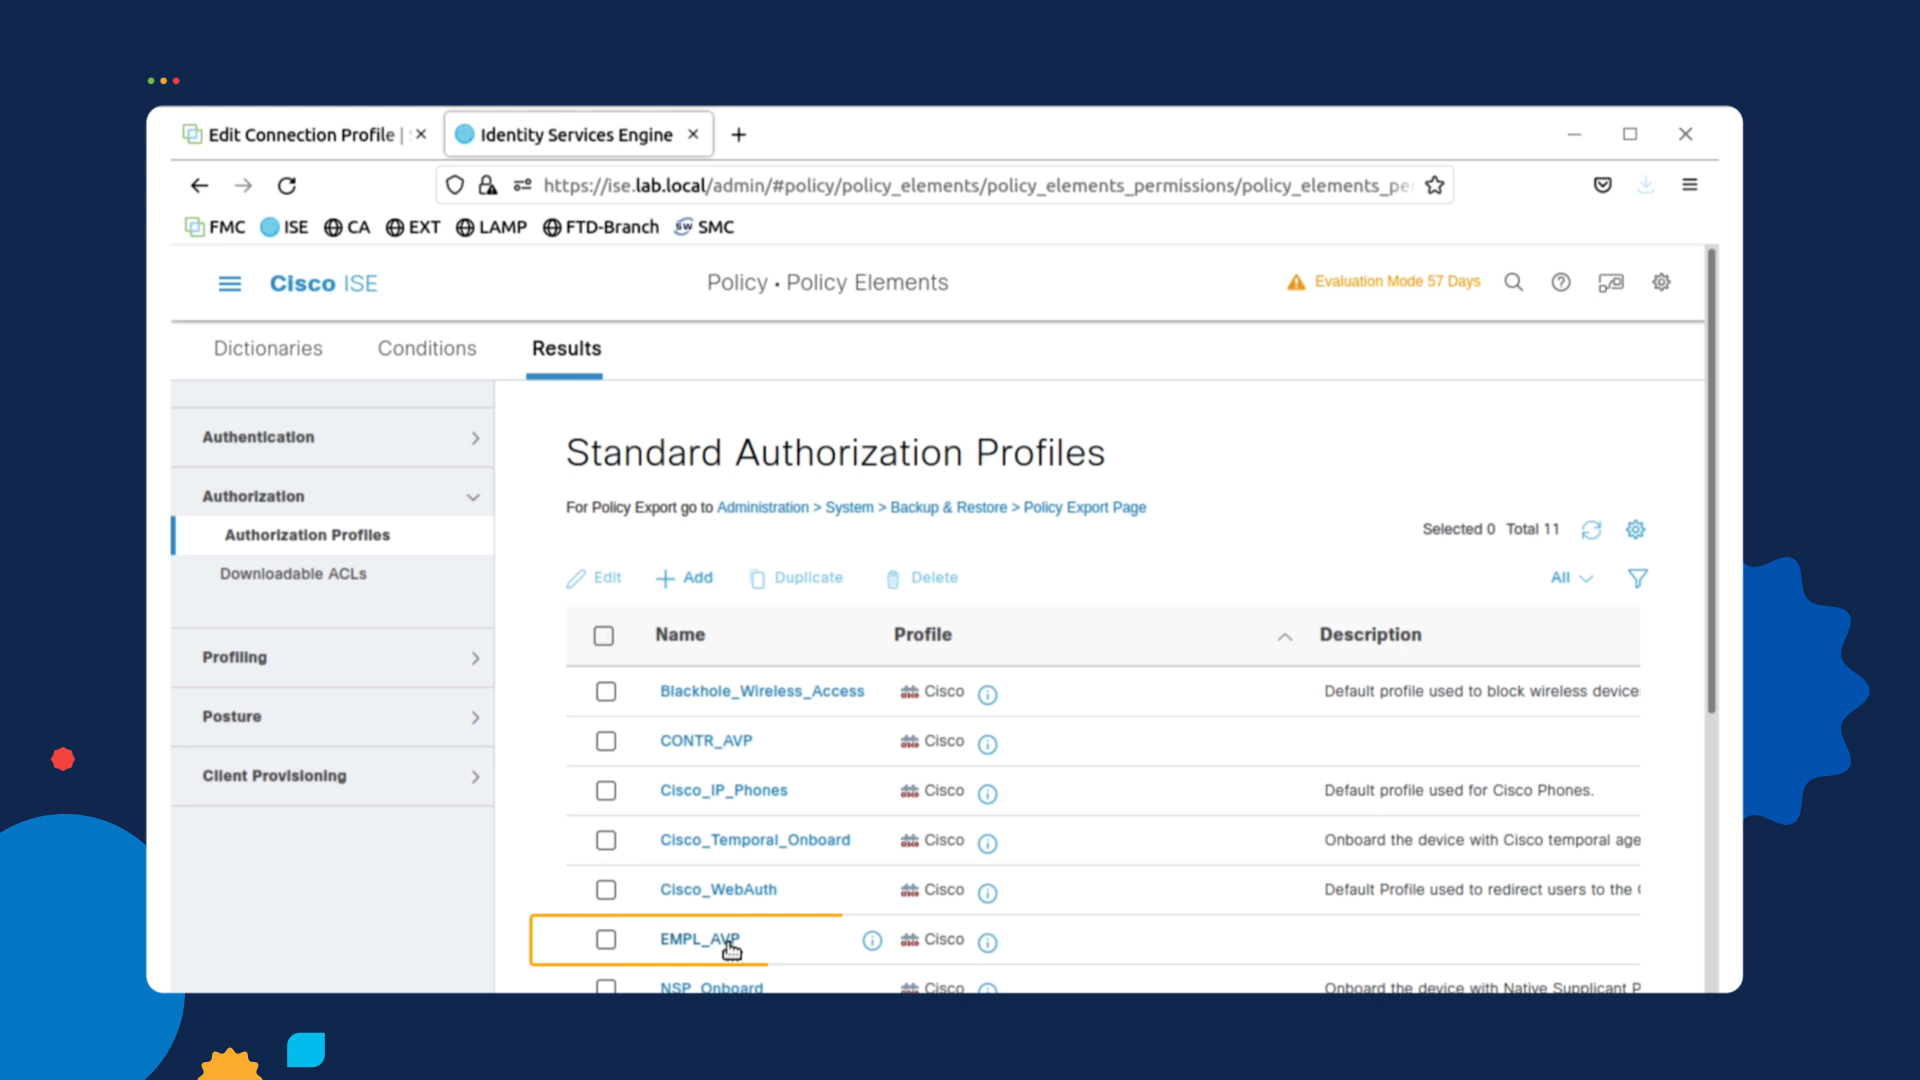 Edit Connection Profile |
Identity Services Engine
https://ise.lab.local/admin/#policy/policy_elements/policy_elements_permissions/policy_elements_pe
FMC ISE CA EXT LAMP FTD-Branch SMC
Cisco ISE
Policy • Policy Elements
Evaluation Mode 57 Days
Dictionaries Conditions Results
Authentication
Authorization
Authorization Profiles
Downloadable ACLs
Profiling
Posture
Client Provisioning
Standard Authorization Profiles
For Policy Export go to Administration > System > Backup & Restore > Policy Export Page
Selected 0 Total 11
Edit Add Duplicate Delete All
Name Profile Description
Blackhole_Wireless_Access Cisco Default profile used to block wireless device
CONTR_AVP Cisco
Cisco_IP_Phones Cisco Default profile used for Cisco Phones.
Cisco_Temporal_Onboard Cisco Onboard the device with Cisco temporal age
Cisco_WebAuth Cisco Default Profile used to redirect users to the
EMPL_AVP Cisco
NSP_Onboard Cisco Onboard the device with Native Supplicant P